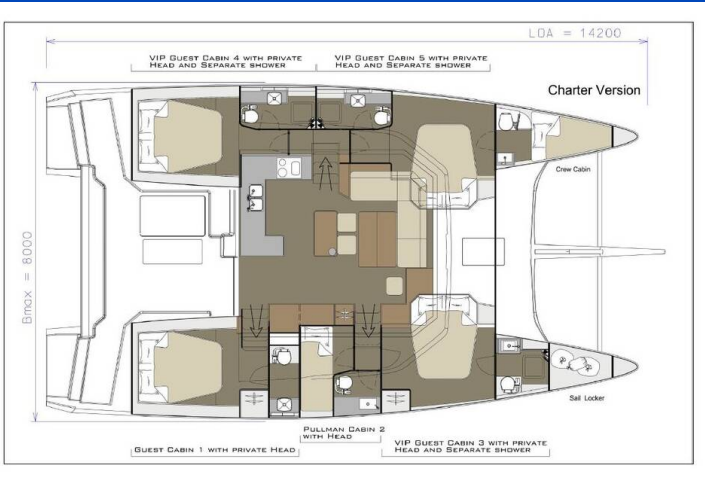 LOA = 14200
VIP Guest Cabin 4 with private
Head and Separate shower
VIP Guest Cabin 5 with private
Head and Separate shower
Charter Version
Crew Cabin
Bmax = 8000
Sail Locker
Pullman Cabin 2
with Head
Guest Cabin 1 with private Head
VIP Guest Cabin 3 with private
Head and Separate shower